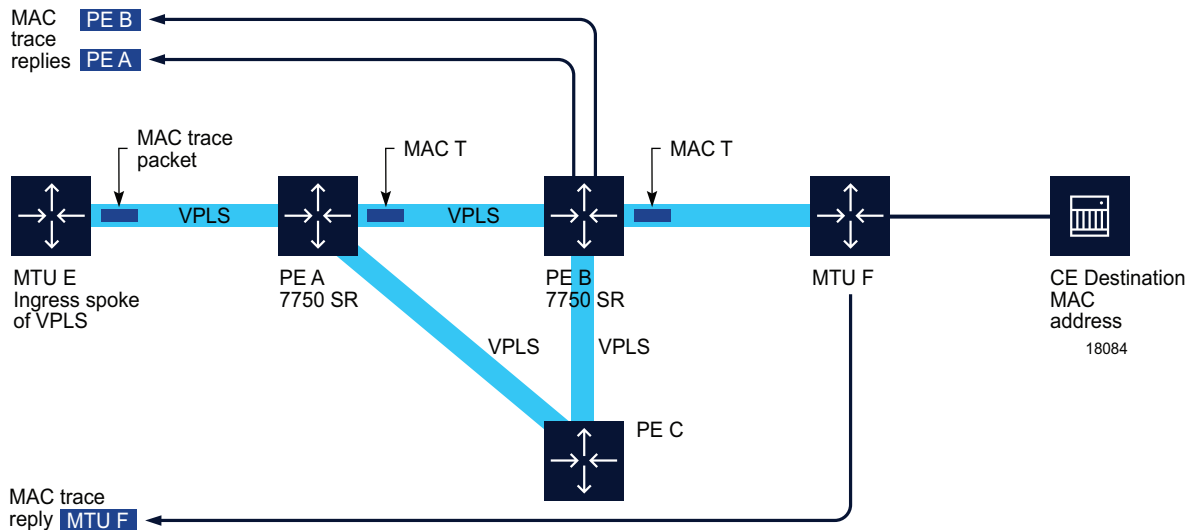 MAC
trace
replies
PE B
PE A
MAC trace
packet
MAC T
MAC T
VPLS
VPLS
MTU E
Ingress spoke
of VPLS
PE A
7750 SR
PE B
7750 SR
MTU F
CE Destination
MAC
address
18084
VPLS
VPLS
PE C
MAC trace
reply
MTU F